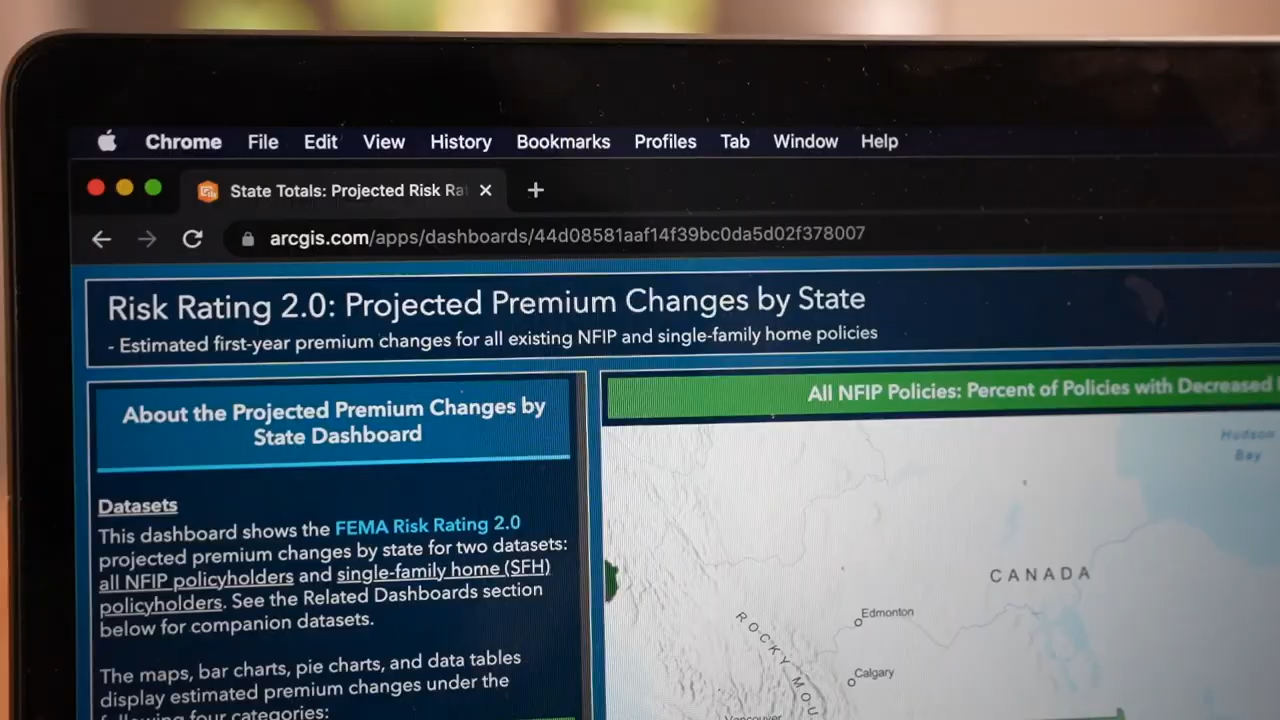 Chrome File Edit View History Bookmarks Profiles Tab Window Help
State Totals: Projected Risk Ra
arcgis.com/apps/dashboards/44d08581aaf14f39bc0da5d02f378007
Risk Rating 2.0: Projected Premium Changes by State
- Estimated first-year premium changes for all existing NFIP and single-family home policies
About the Projected Premium Changes by
State Dashboard
Datasets
This dashboard shows the FEMA Risk Rating 2.0
projected premium changes by state for two datasets:
all NFIP policyholders and single-family home (SFH)
policyholders. See the Related Dashboards section
below for companion datasets.
The maps, bar charts, pie charts, and data tables
display estimated premium changes under the
following four categories:
All NFIP Policies: Percent of Policies with Decreased
Hudson
Bay
CANADA
Edmonton
ROCKY MOU
Calgary
Vancouver